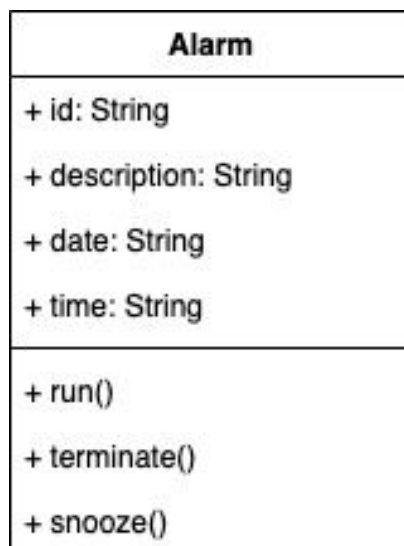 Alarm
+ id: String
+ description: String
+ date: String
+ time: String
+ run()
+ terminate()
+ snooze()